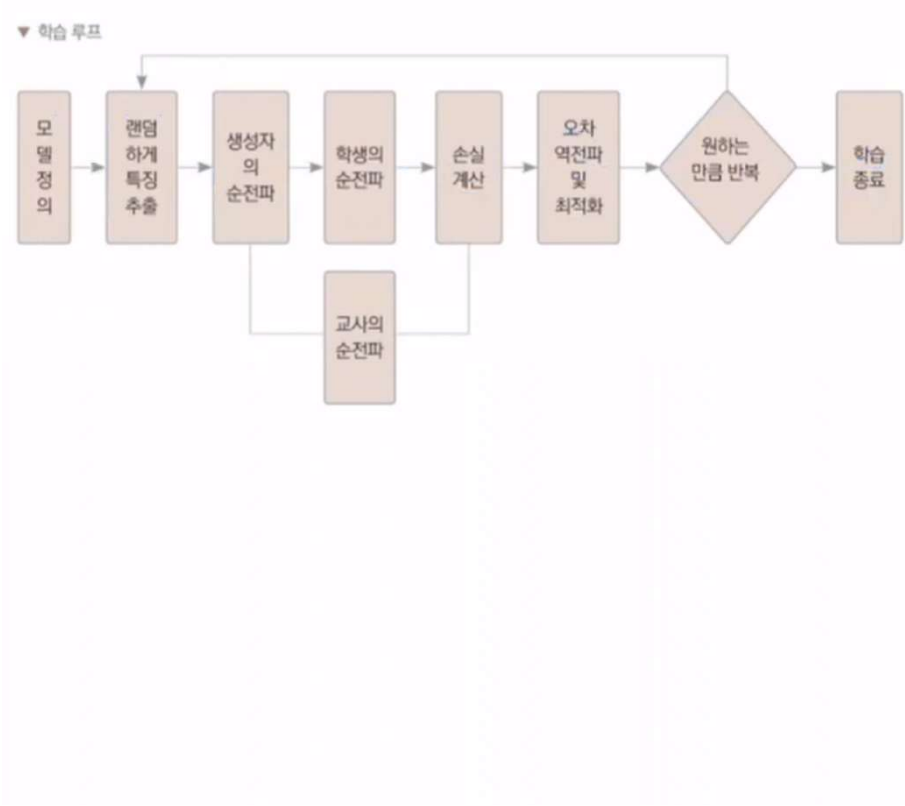 ▼ 학습 루프
모
델
정
의
랜덤
하게
특징
추출
생성자
의
순전파
학생의
순전파
손실
계산
오차
역전파
및
최적화
원하는
만큼 반복
학습
종료
교사의
순전파